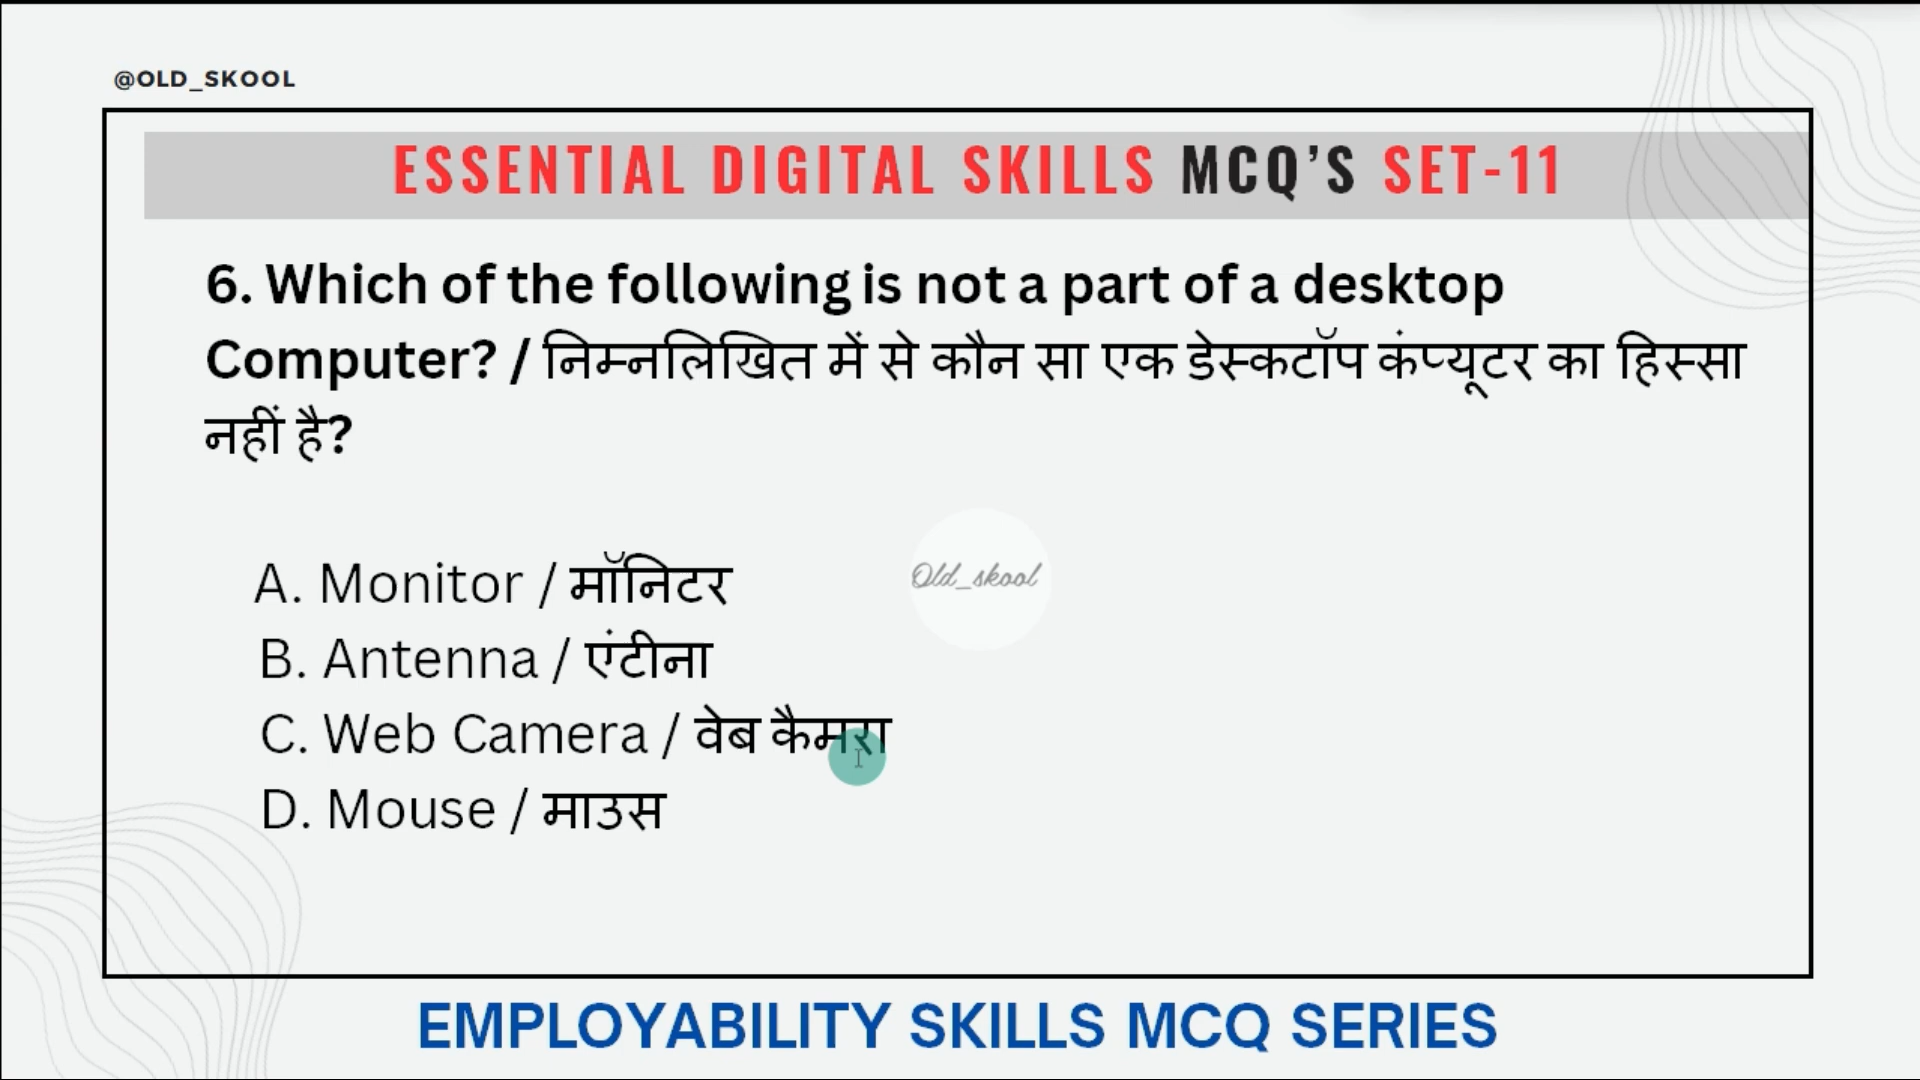 @OLD_SKOOL
ESSENTIAL DIGITAL SKILLS MCQ'S SET-11
6. Which of the following is not a part of a desktop
Computer? / निम्नलिखित में से कौन सा एक डेस्कटॉप कंप्यूटर का हिस्सा
नहीं है?
Old_skool
A. Monitor / मॉनिटर
B. Antenna / एंटीना
C. Web Camera / वेब कैमरा
D. Mouse / माउस
EMPLOYABILITY SKILLS MCQ SERIES